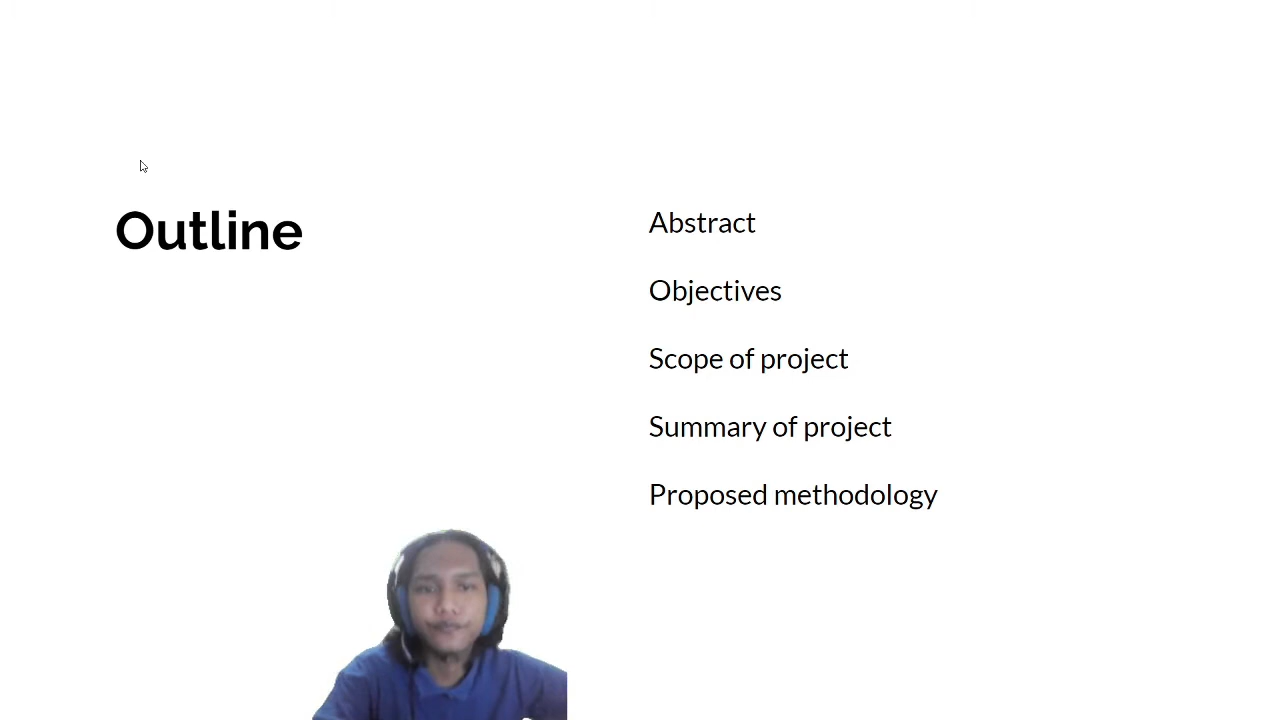 Outline
Abstract
Objectives
Scope of project
Summary of project
Proposed methodology